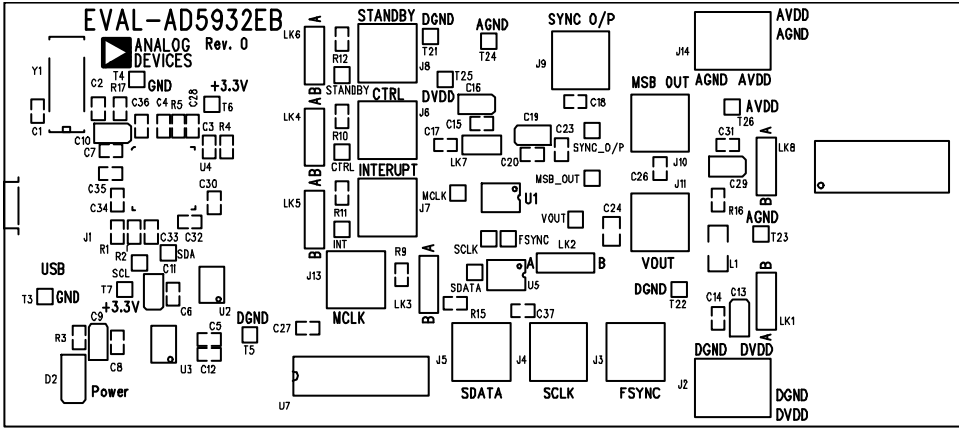 EVAL-AD5932EB
ANALOG
DEVICES
Rev. 0
Y1
C1
C2
T4
R17
GND
C36
C4
R5
C28
+3.3V
T6
C10
C7
C3
R4
U4
C35
C34
C30
J1
R1
R2
C33
C32
SDA
SCL
C11
USB
T3
GND
T7
+3.3V
C6
U2
R3
C9
C8
U3
C5
C12
DGND
T5
D2
Power
LK6
A
B
R12
STANDBY
STANDBY
J8
DGND
T21
AGND
T24
LK4
A
B
R10
CTRL
CTRL
J6
DVDD
T25
C16
C15
C17
LK7
C19
C20
C23
LK5
A
B
R11
INT
INTERUPT
J7
MCLK
U1
J13
MCLK
R9
A
LK3
B
SYNC O/P
J9
C18
SYNC_O/P
MSB_OUT
VOUT
C24
SCLK
FSYNC
LK2
A
B
SDATA
U5
R15
C37
C27
U7
J5
SDATA
J4
SCLK
J3
FSYNC
MSB OUT
J10
C26
J11
VOUT
DGND
T22
J14
AVDD
AGND
AGND
AVDD
T26
AVDD
C31
C29
A
LK8
B
R16
AGND
T23
L1
C14
C13
B
LK1
A
DGND
DVDD
J2
DGND
DVDD